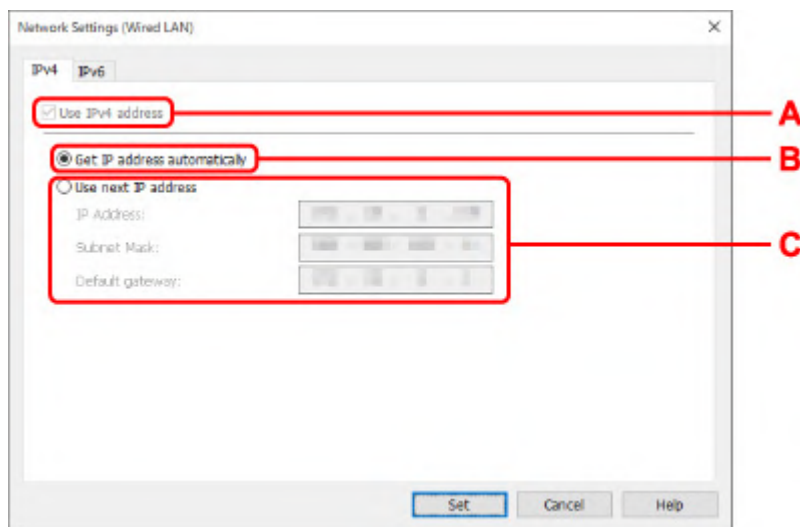 Network Settings (Wired LAN)
IPv4 IPv6
Use IPv4 address
A
Get IP address automatically
B
Use next IP address
IP Address:
Subnet Mask:
C
Default gateway:
Set Cancel Help